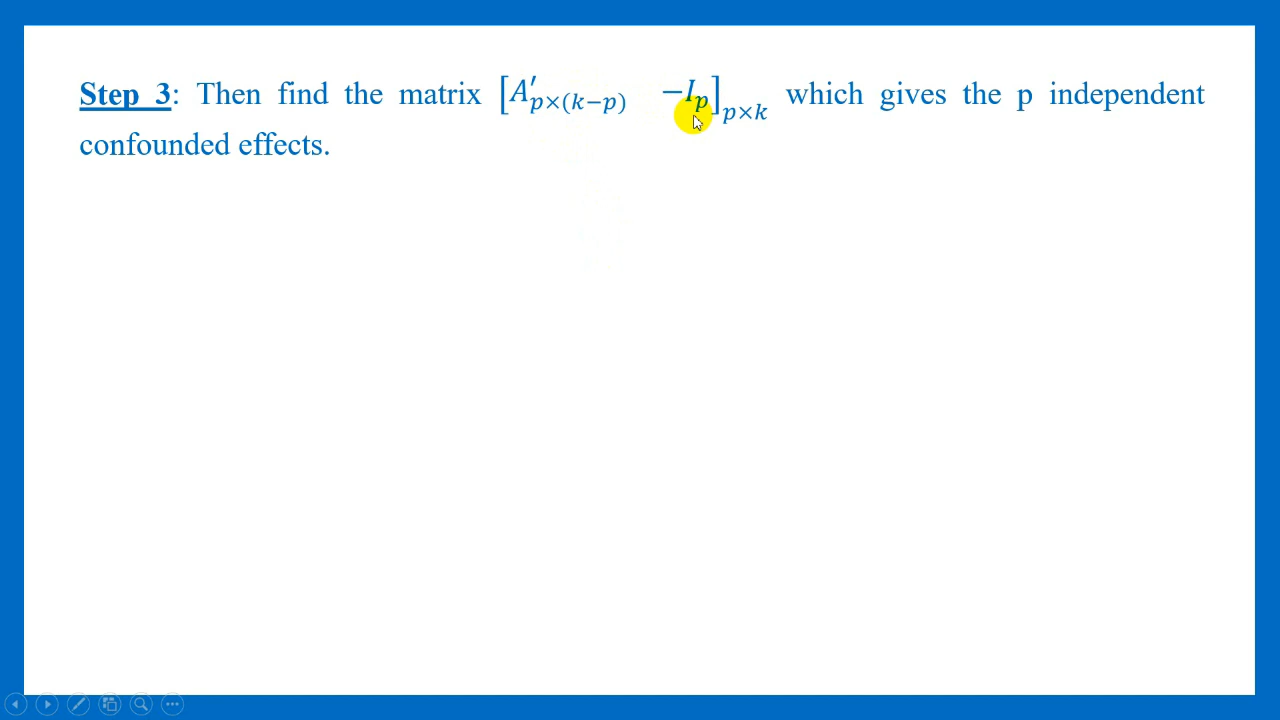 Step 3: Then find the matrix [A′ₚ×₍ₖ₋ₚ₎ −Iₚ]ₚ×ₖ which gives the p independent
confounded effects.